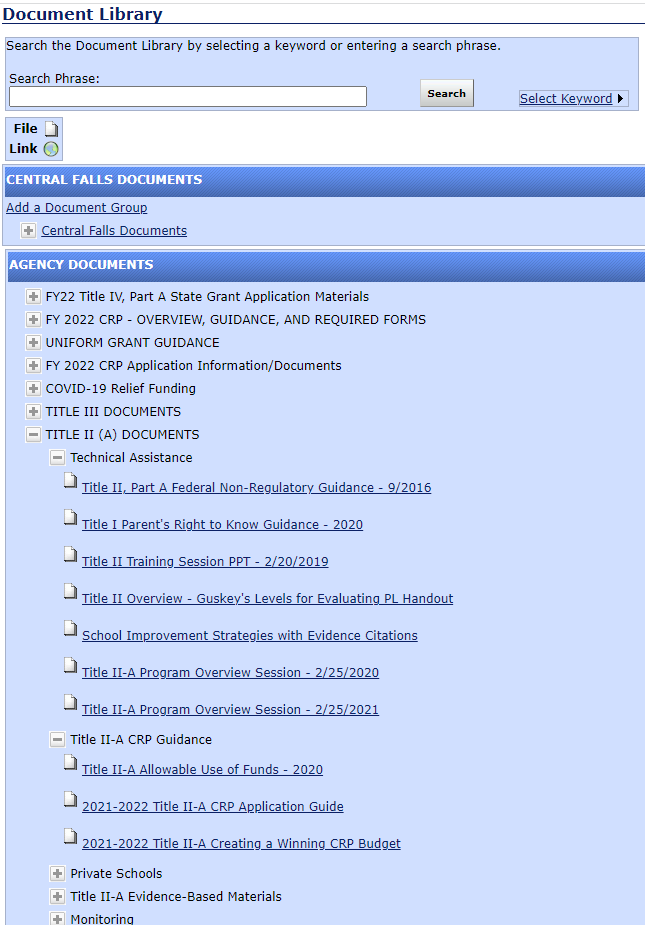 Document Library
Search the Document Library by selecting a keyword or entering a search phrase.
Search Phrase:
Search
Select Keyword
File
Link
CENTRAL FALLS DOCUMENTS
Add a Document Group
Central Falls Documents
AGENCY DOCUMENTS
FY22 Title IV, Part A State Grant Application Materials
FY 2022 CRP - OVERVIEW, GUIDANCE, AND REQUIRED FORMS
UNIFORM GRANT GUIDANCE
FY 2022 CRP Application Information/Documents
COVID-19 Relief Funding
TITLE III DOCUMENTS
TITLE II (A) DOCUMENTS
Technical Assistance
Title II, Part A Federal Non-Regulatory Guidance - 9/2016
Title I Parent's Right to Know Guidance - 2020
Title II Training Session PPT - 2/20/2019
Title II Overview - Guskey's Levels for Evaluating PL Handout
School Improvement Strategies with Evidence Citations
Title II-A Program Overview Session - 2/25/2020
Title II-A Program Overview Session - 2/25/2021
Title II-A CRP Guidance
Title II-A Allowable Use of Funds - 2020
2021-2022 Title II-A CRP Application Guide
2021-2022 Title II-A Creating a Winning CRP Budget
Private Schools
Title II-A Evidence-Based Materials
Monitoring